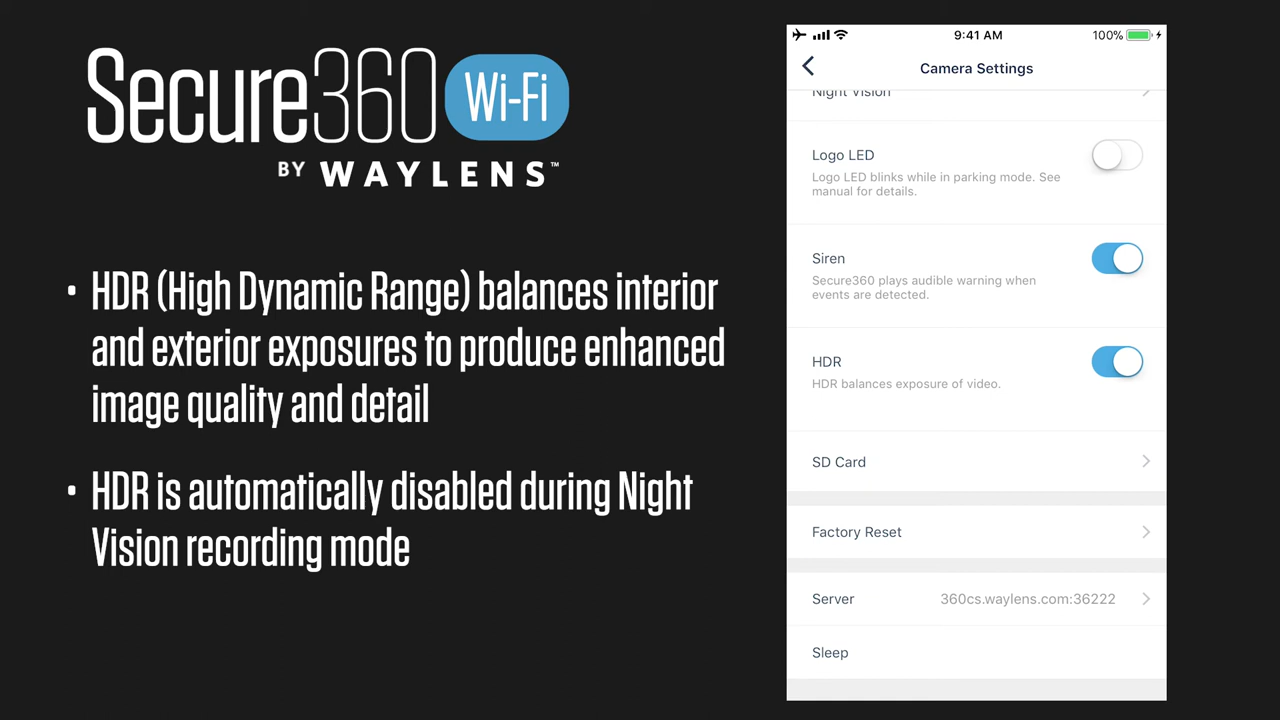 Secure360 Wi-Fi
BY WAYLENS™
• HDR (High Dynamic Range) balances interior
and exterior exposures to produce enhanced
image quality and detail
• HDR is automatically disabled during Night
Vision recording mode
9:41 AM
100%
Camera Settings
Night Vision
Logo LED
Logo LED blinks while in parking mode. See
manual for details.
Siren
Secure360 plays audible warning when
events are detected.
HDR
HDR balances exposure of video.
SD Card
Factory Reset
Server 360cs.waylens.com:36222
Sleep